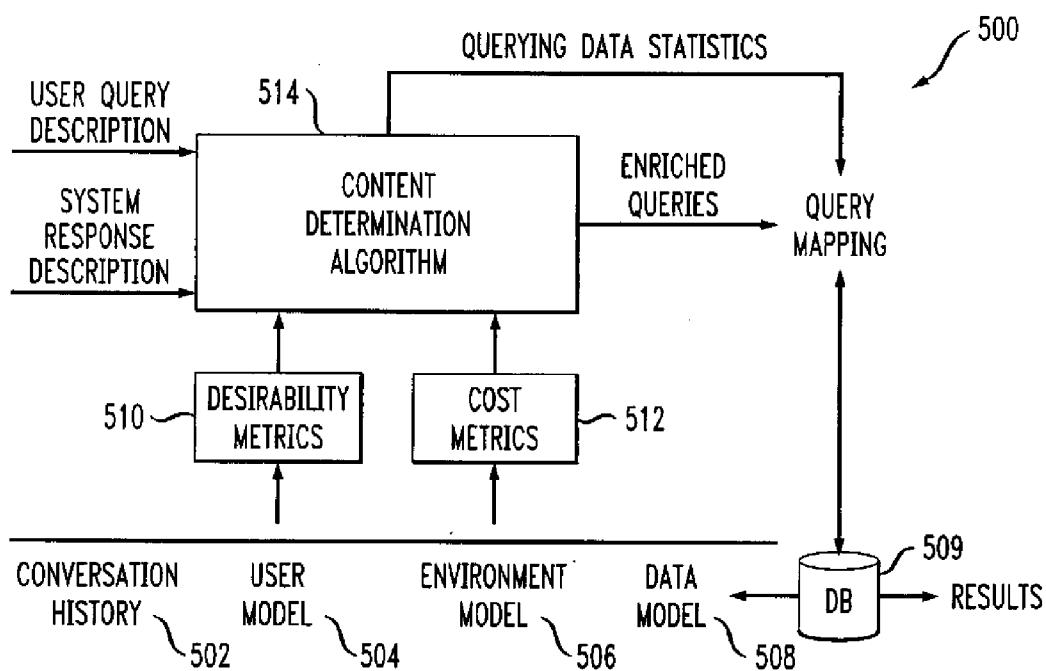 QUERYING DATA STATISTICS
500
USER QUERY
DESCRIPTION
514
CONTENT
DETERMINATION
ALGORITHM
ENRICHED
QUERIES
QUERY
MAPPING
SYSTEM
RESPONSE
DESCRIPTION
510
DESIRABILITY
METRICS
COST
METRICS
512
CONVERSATION
HISTORY
502
USER
MODEL
504
ENVIRONMENT
MODEL
506
DATA
MODEL
508
DB
509
RESULTS